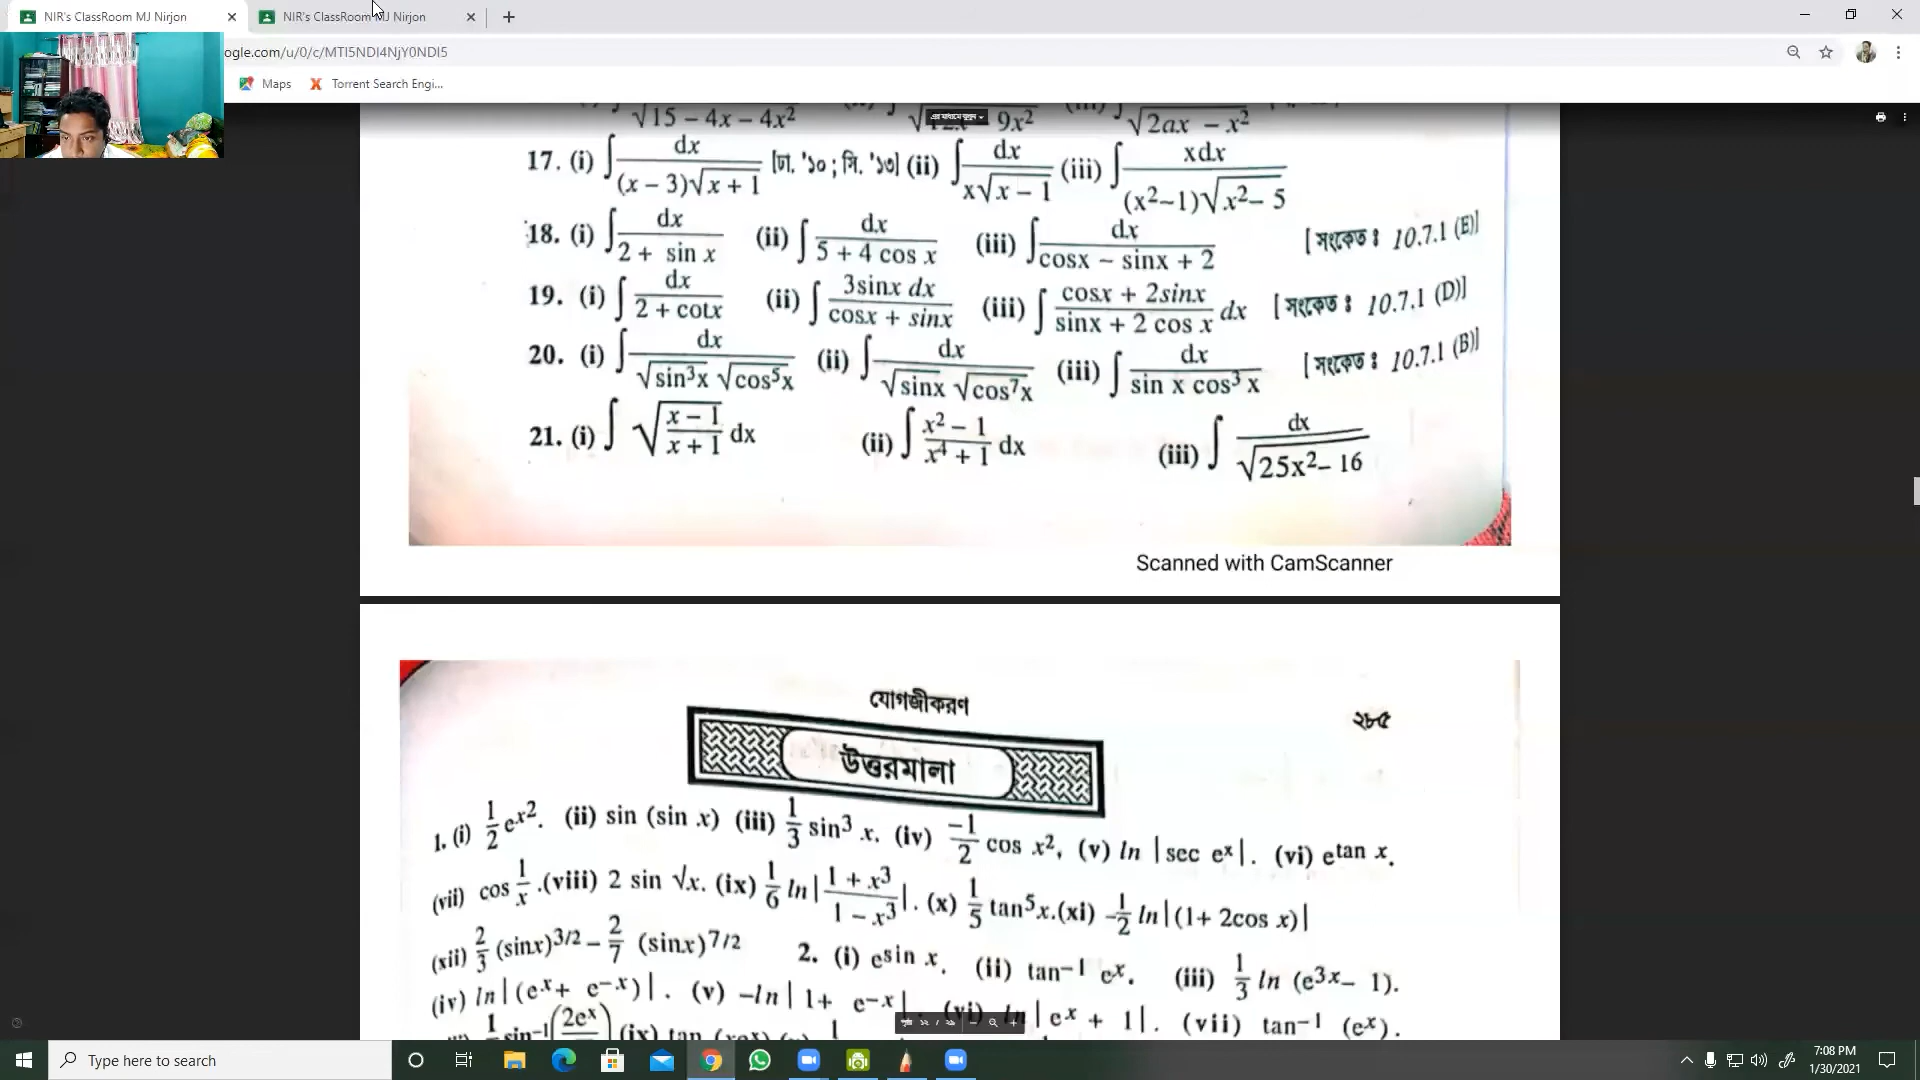 NIR's ClassRoom MJ Nirjon
NIR's ClassRoom MJ Nirjon
ogle.com/u/0/c/MTI5NDI4NjY0NDI5
Maps Torrent Search Engi...
√15 – 4x – 4x² 9x² √2ax – x²
17. (i) ∫ dx/((x – 3)√x + 1) [ঢা. '১০ ; সি. '১৩] (ii) ∫ dx/(x√x – 1) (iii) ∫ xdx/((x²–1)√x²– 5)
18. (i) ∫ dx/(2 + sin x) (ii) ∫ dx/(5 + 4 cos x) (iii) ∫ dx/(cosx – sinx + 2) [ সংকেত ঃ 10.7.1 (E)]
19. (i) ∫ dx/(2 + cotx) (ii) ∫ 3sinx dx/(cosx + sinx) (iii) ∫ (cosx + 2sinx)/(sinx + 2 cos x) dx [ সংকেত ঃ 10.7.1 (D)]
20. (i) ∫ dx/(√sin³x √cos⁵x) (ii) ∫ dx/(√sinx √cos⁷x) (iii) ∫ dx/(sin x cos³ x) [ সংকেত ঃ 10.7.1 (B)]
21. (i) ∫ √((x – 1)/(x + 1)) dx (ii) ∫ (x² – 1)/(x⁴ + 1) dx (iii) ∫ dx/√25x²– 16
Scanned with CamScanner
যোগজীকরণ ২৮৫
উত্তরমালা
1. (i) 1/2 eˣ². (ii) sin (sin x) (iii) 1/3 sin³ x. (iv) –1/2 cos x², (v) ln |sec eˣ|. (vi) e^tan x.
(vii) cos 1/x .(viii) 2 sin √x. (ix) 1/6 ln|(1 + x³)/(1 – x³)|. (x) 1/5 tan⁵x.(xi) –1/2 ln|(1+ 2cos x)|
(xii) 2/3 (sinx)^3/2 – 2/7 (sinx)^7/2 2. (i) e^sin x. (ii) tan⁻¹ eˣ. (iii) 1/3 ln (e³ˣ– 1).
(iv) ln|(eˣ+ e⁻ˣ)|. (v) –ln| 1+ e⁻ˣ| (vi) ln| eˣ + 1|. (vii) tan⁻¹ (eˣ).
sin⁻¹(2eˣ (ix) tan
Type here to search
7:08 PM
1/30/2021